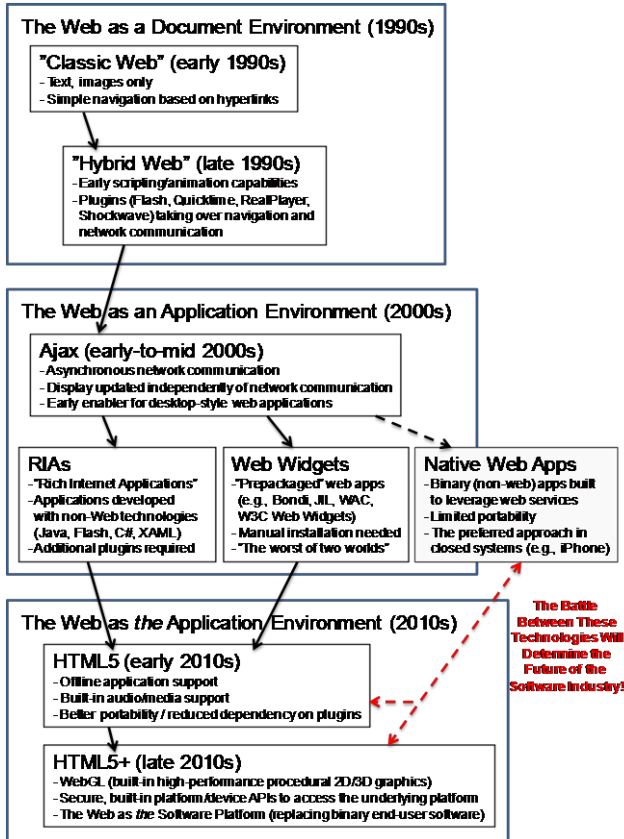 The Web as a Document Environment (1990s)
"Classic Web" (early 1990s)
- Text, images only
- Simple navigation based on hyperlinks
"Hybrid Web" (late 1990s)
- Early scripting/animation capabilities
- Plugins (Flash, Quicktime, RealPlayer,
Shockwave) taking over navigation and
network communication
The Web as an Application Environment (2000s)
Ajax (early-to-mid 2000s)
- Asynchronous network communication
- Display updated independently of network communication
- Early enabler for desktop-style web applications
RIAs
- "Rich Internet Applications"
- Applications developed
with non-Web technologies
(Java, Flash, C#, XAML)
- Additional plugins required
Web Widgets
- "Prepackaged" web apps
(e.g., Bondi, JIL, WAC,
W3C Web Widgets)
- Manual installation needed
- "The worst of two worlds"
Native Web Apps
- Binary (non-web) apps built
to leverage web services
- Limited portability
- The preferred approach in
closed systems (e.g., iPhone)
The Web as the Application Environment (2010s)
HTML5 (early 2010s)
- Offline application support
- Built-in audio/media support
- Better portability / reduced dependency on plugins
HTML5+ (late 2010s)
- WebGL (built-in high-performance procedural 2D/3D graphics)
- Secure, built-in platform/device APIs to access the underlying platform
- The Web as the Software Platform (replacing binary end-user software)
The Battle
Between These
Technologies Will
Determine the
Future of the
Software Industry!